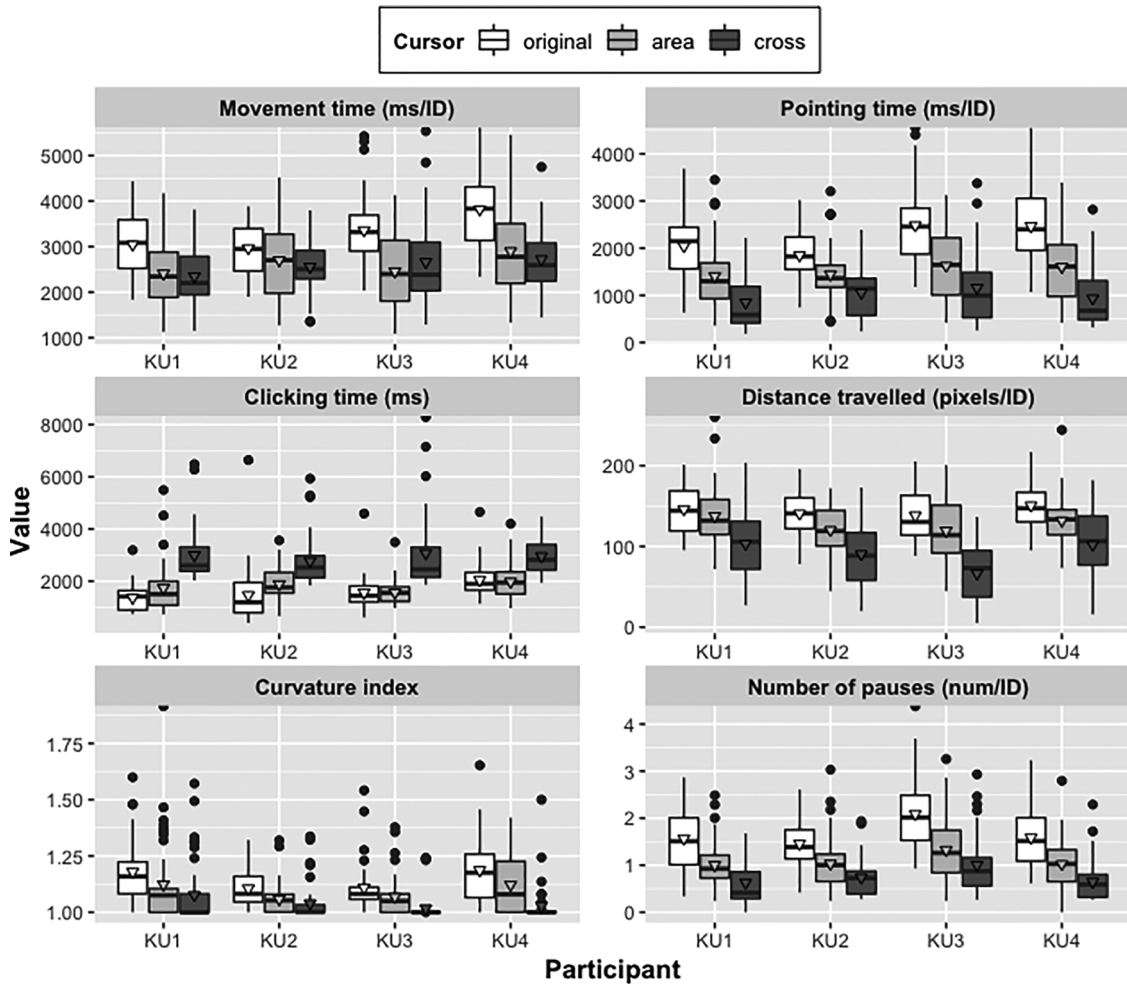 Cursor original area cross
Movement time (ms/ID)
5000
4000
3000
2000
1000
KU1 KU2 KU3 KU4
Pointing time (ms/ID)
4000
3000
2000
1000
0
KU1 KU2 KU3 KU4
Clicking time (ms)
8000
6000
4000
2000
KU1 KU2 KU3 KU4
Distance travelled (pixels/ID)
200
100
0
KU1 KU2 KU3 KU4
Curvature index
1.75
1.50
1.25
1.00
KU1 KU2 KU3 KU4
Number of pauses (num/ID)
4
3
2
1
0
KU1 KU2 KU3 KU4
Value
Participant